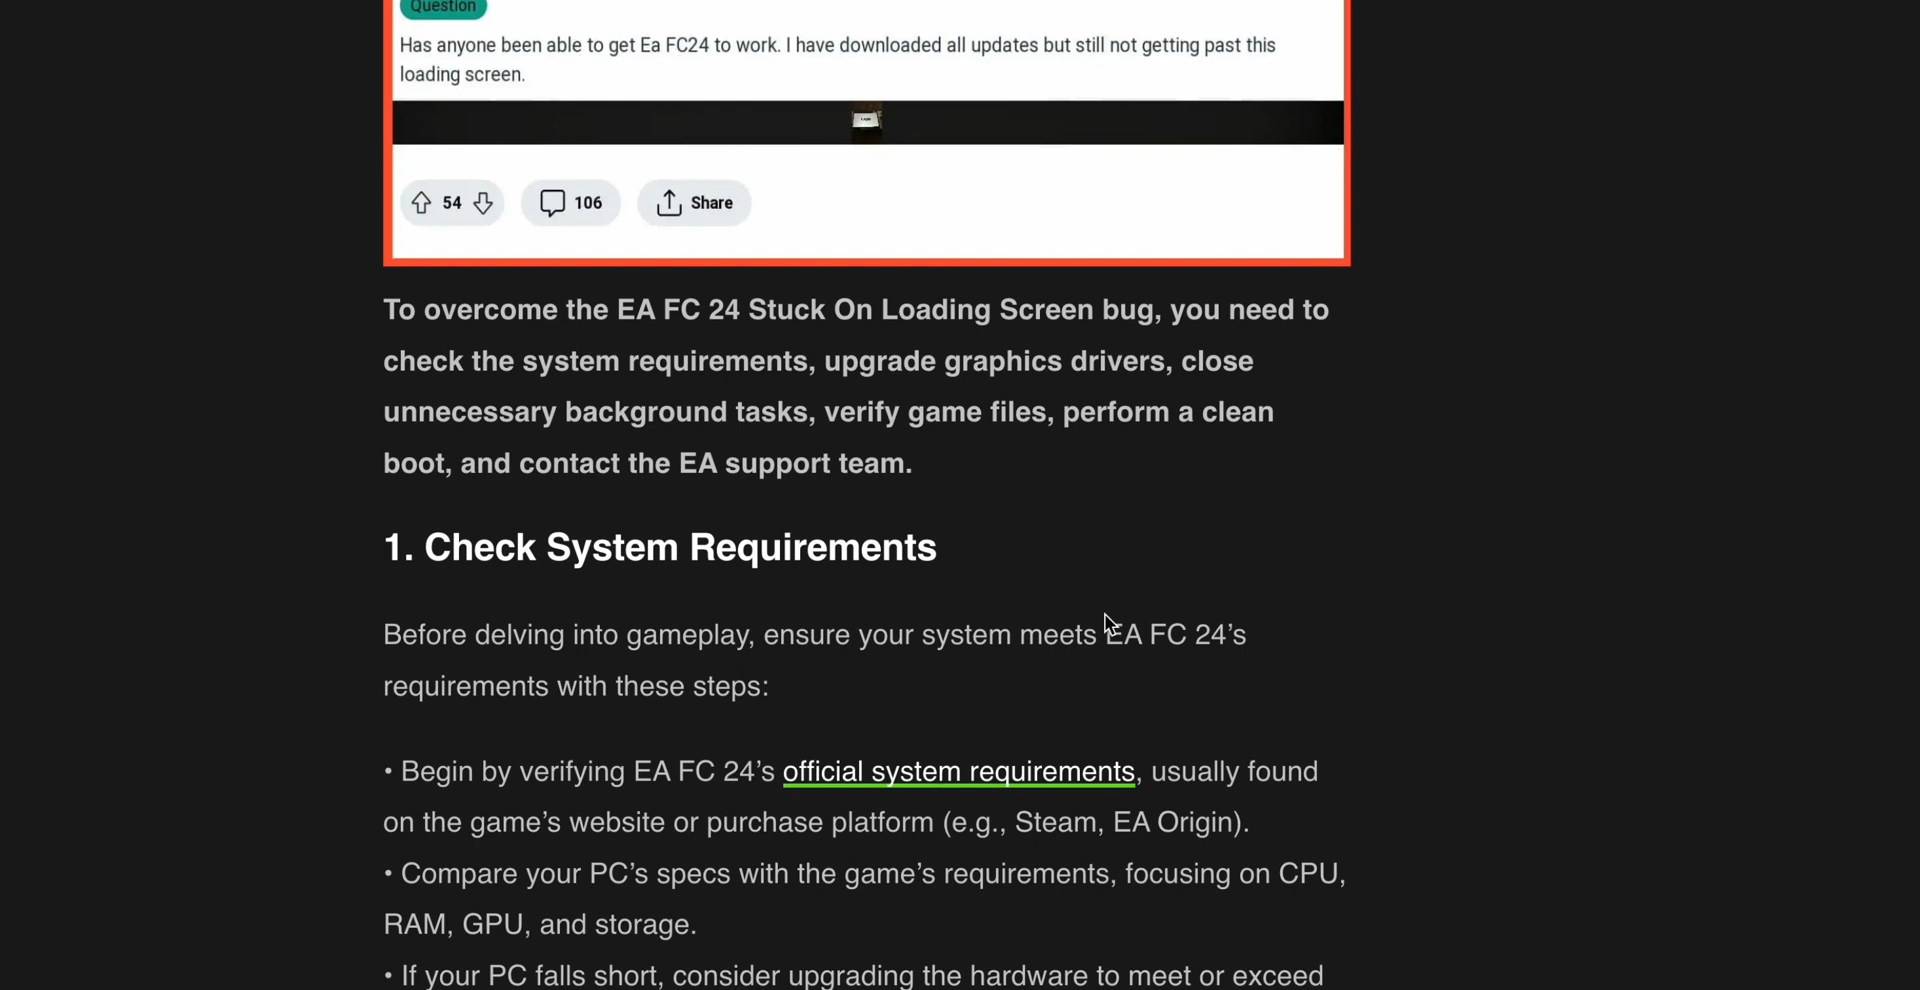 Question
Has anyone been able to get Ea FC24 to work. I have downloaded all updates but still not getting past this
loading screen.
54
106
Share
To overcome the EA FC 24 Stuck On Loading Screen bug, you need to
check the system requirements, upgrade graphics drivers, close
unnecessary background tasks, verify game files, perform a clean
boot, and contact the EA support team.
1. Check System Requirements
Before delving into gameplay, ensure your system meets EA FC 24’s
requirements with these steps:
• Begin by verifying EA FC 24’s official system requirements, usually found
on the game’s website or purchase platform (e.g., Steam, EA Origin).
• Compare your PC’s specs with the game’s requirements, focusing on CPU,
RAM, GPU, and storage.
• If your PC falls short, consider upgrading the hardware to meet or exceed